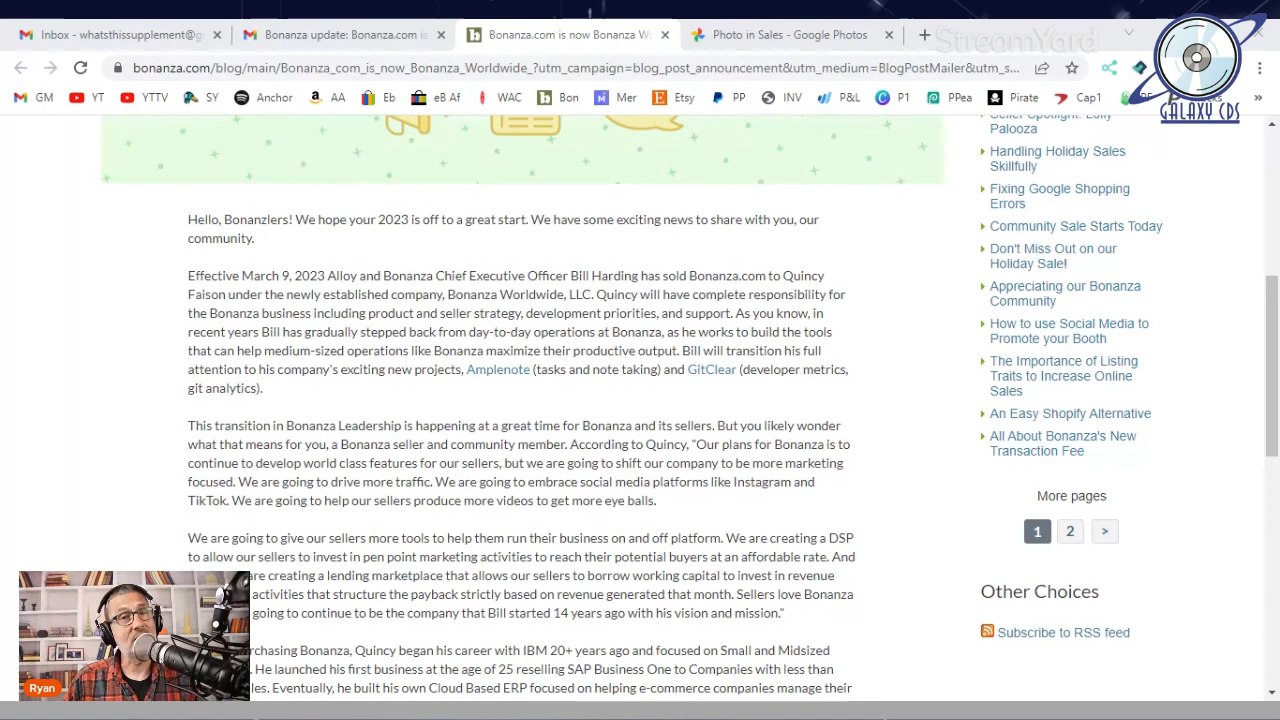 Inbox - whatsthissupplement@g
Bonanza update: Bonanza.com is
Bonanza.com is now Bonanza W
Photo in Sales - Google Photos
StreamYard
bonanza.com/blog/main/Bonanza_com_is_now_Bonanza_Worldwide_?utm_campaign=blog_post_announcement&utm_medium=BlogPostMailer&utm_s...
GM
YT
YTTV
SY
Anchor
AA
Eb
eB Af
WAC
Bon
Mer
Etsy
PP
INV
P&L
P1
PPea
Pirate
Cap1
GALAXY CDS
Seller Spotlight: Lolly
Palooza
Handling Holiday Sales
Skillfully
Fixing Google Shopping
Errors
Community Sale Starts Today
Don't Miss Out on our
Holiday Sale!
Appreciating our Bonanza
Community
How to use Social Media to
Promote your Booth
The Importance of Listing
Traits to Increase Online
Sales
An Easy Shopify Alternative
All About Bonanza's New
Transaction Fee
More pages
1 2 >
Other Choices
Subscribe to RSS feed
Hello, Bonanzlers! We hope your 2023 is off to a great start. We have some exciting news to share with you, our
community.
Effective March 9, 2023 Alloy and Bonanza Chief Executive Officer Bill Harding has sold Bonanza.com to Quincy
Faison under the newly established company, Bonanza Worldwide, LLC. Quincy will have complete responsibility for
the Bonanza business including product and seller strategy, development priorities, and support. As you know, in
recent years Bill has gradually stepped back from day-to-day operations at Bonanza, as he works to build the tools
that can help medium-sized operations like Bonanza maximize their productive output. Bill will transition his full
attention to his company's exciting new projects, Amplenote (tasks and note taking) and GitClear (developer metrics,
git analytics).
This transition in Bonanza Leadership is happening at a great time for Bonanza and its sellers. But you likely wonder
what that means for you, a Bonanza seller and community member. According to Quincy, "Our plans for Bonanza is to
continue to develop world class features for our sellers, but we are going to shift our company to be more marketing
focused. We are going to drive more traffic. We are going to embrace social media platforms like Instagram and
TikTok. We are going to help our sellers produce more videos to get more eye balls.
We are going to give our sellers more tools to help them run their business on and off platform. We are creating a DSP
to allow our sellers to invest in pen point marketing activities to reach their potential buyers at an affordable rate. And
are creating a lending marketplace that allows our sellers to borrow working capital to invest in revenue
activities that structure the payback strictly based on revenue generated that month. Sellers love Bonanza
going to continue to be the company that Bill started 14 years ago with his vision and mission."
rchasing Bonanza, Quincy began his career with IBM 20+ years ago and focused on Small and Midsized
. He launched his first business at the age of 25 reselling SAP Business One to Companies with less than
les. Eventually, he built his own Cloud Based ERP focused on helping e-commerce companies manage their
Ryan